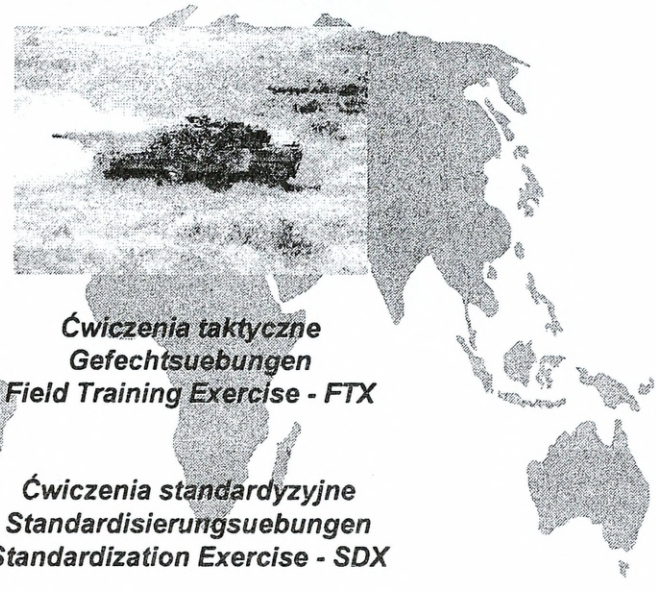 Ćwiczenia taktyczne
Gefechtsuebungen
Field Training Exercise - FTX
Ćwiczenia standardyzyjne
Standardisierungsuebungen
Standardization Exercise - SDX